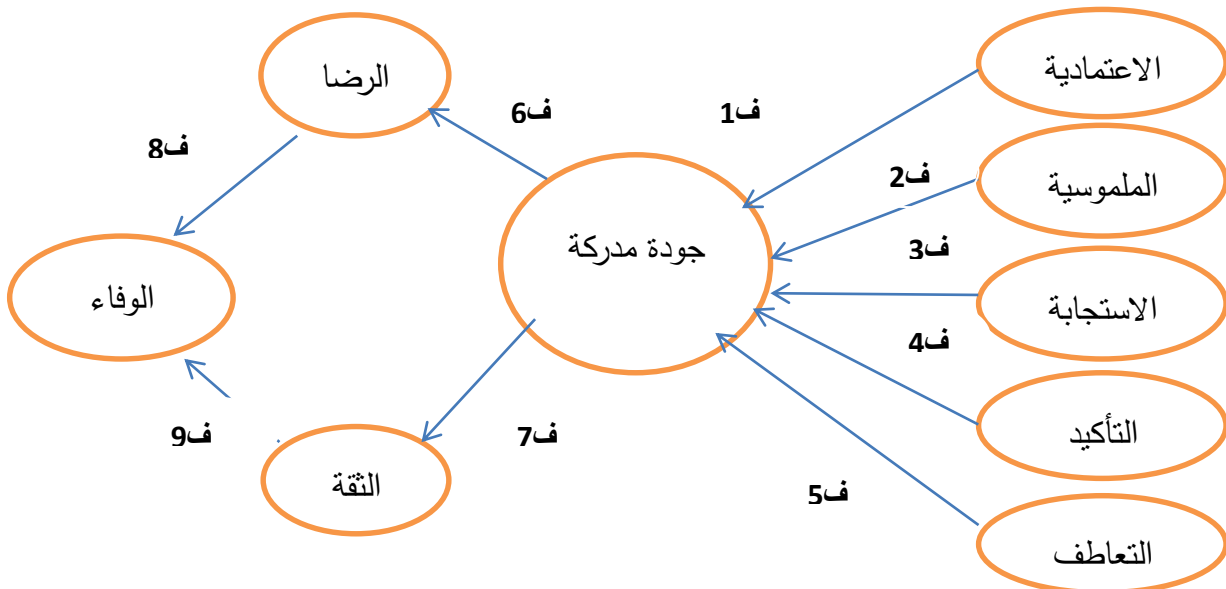 الاعتمادية
الملموسية
الاستجابة
التأكيد
التعاطف
ف1
ف2
ف3
ف4
ف5
جودة مدركة
ف6
ف7
الرضا
الثقة
ف8
ف9
الوفاء